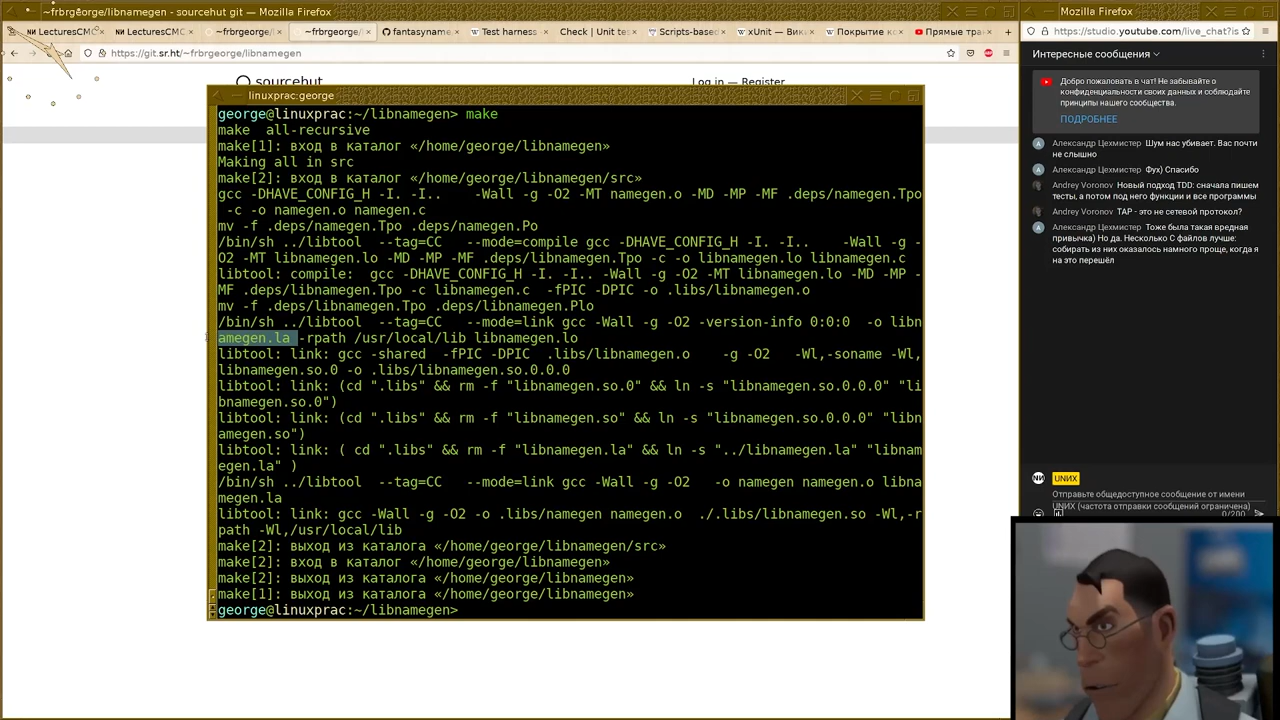 ~frbrgeorge/libnamegen - sourcehut git) — Mozilla Firefox
Mozilla Firefox
LecturesCMC
LecturesCMC
~frbrgeorge/
~frbrgeorge/
fantasyname
Test harness -
Check | Unit tes
Scripts-based
xUnit — Вики
Покрытие ко
Прямые тра
https://git.sr.ht/~frbrgeorge/libnamegen
https://studio.youtube.com/live_chat?is
sourcehut
Log in — Register
linuxprac:george
george@linuxprac:~/libnamegen> make
make  all-recursive
make[1]: вход в каталог «/home/george/libnamegen»
Making all in src
make[2]: вход в каталог «/home/george/libnamegen/src»
gcc -DHAVE_CONFIG_H -I. -I..    -Wall -g -O2 -MT namegen.o -MD -MP -MF .deps/namegen.Tpo
-c -o namegen.o namegen.c
mv -f .deps/namegen.Tpo .deps/namegen.Po
/bin/sh ../libtool  --tag=CC   --mode=compile gcc -DHAVE_CONFIG_H -I. -I..    -Wall -g -
O2 -MT libnamegen.lo -MD -MP -MF .deps/libnamegen.Tpo -c -o libnamegen.lo libnamegen.c
libtool: compile:  gcc -DHAVE_CONFIG_H -I. -I.. -Wall -g -O2 -MT libnamegen.lo -MD -MP -
MF .deps/libnamegen.Tpo -c libnamegen.c  -fPIC -DPIC -o .libs/libnamegen.o
mv -f .deps/libnamegen.Tpo .deps/libnamegen.Plo
/bin/sh ../libtool  --tag=CC   --mode=link gcc -Wall -g -O2 -version-info 0:0:0  -o libn
amegen.la -rpath /usr/local/lib libnamegen.lo
libtool: link: gcc -shared  -fPIC -DPIC  .libs/libnamegen.o    -g -O2   -Wl,-soname -Wl,
libnamegen.so.0 -o .libs/libnamegen.so.0.0.0
libtool: link: (cd ".libs" && rm -f "libnamegen.so.0" && ln -s "libnamegen.so.0.0.0" "li
bnamegen.so.0")
libtool: link: (cd ".libs" && rm -f "libnamegen.so" && ln -s "libnamegen.so.0.0.0" "libn
amegen.so")
libtool: link: ( cd ".libs" && rm -f "libnamegen.la" && ln -s "../libnamegen.la" "libnam
egen.la" )
/bin/sh ../libtool  --tag=CC   --mode=link gcc -Wall -g -O2   -o namegen namegen.o libna
megen.la
libtool: link: gcc -Wall -g -O2 -o .libs/namegen namegen.o  ./.libs/libnamegen.so -Wl,-r
path -Wl,/usr/local/lib
make[2]: выход из каталога «/home/george/libnamegen/src»
make[2]: вход в каталог «/home/george/libnamegen»
make[2]: выход из каталога «/home/george/libnamegen»
make[1]: выход из каталога «/home/george/libnamegen»
george@linuxprac:~/libnamegen>
Интересные сообщения
Добро пожаловать в чат! Не забывайте о
конфиденциальности своих данных и соблюдайте
принципы нашего сообщества.
ПОДРОБНЕЕ
Александр Цехмистер Шум нас убивает. Вас почти
не слышно
Александр Цехмистер Фух) Спасибо
Andrey Voronov Новый подход TDD: сначала пишем
тесты, а потом под него функции и все программы
Andrey Voronov TAP - это не сетевой протокол?
Александр Цехмистер Тоже была такая вредная
привычка) Но да. Несколько С файлов лучше:
собирать из них оказалось намного проще, когда я
на это перешёл
UNИX
Отправьте общедоступное сообщение от имени
UNИX (частота отправки сообщений ограничена)
0/200